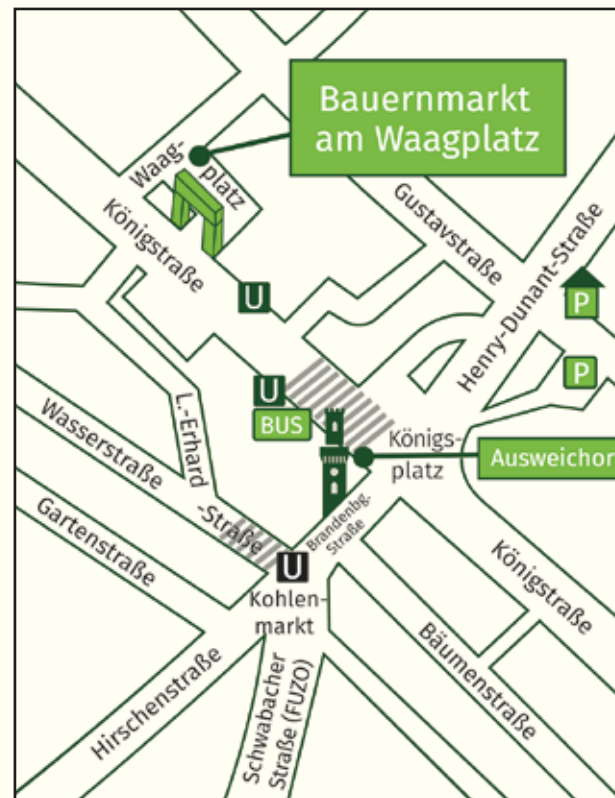 Bauernmarkt
am Waagplatz
Waag-
platz
Königstraße
Gustavstraße
Henry-Dunant-Straße
P
U
P
U
BUS
L.-Erhard
-Straße
Wasserstraße
Königs-
platz
Ausweichor
Gartenstraße
Brandenbg.
Straße
Königstraße
U
Kohlen-
markt
Bäumenstraße
Hirschenstraße
Schwabacher
Straße (FUZO)